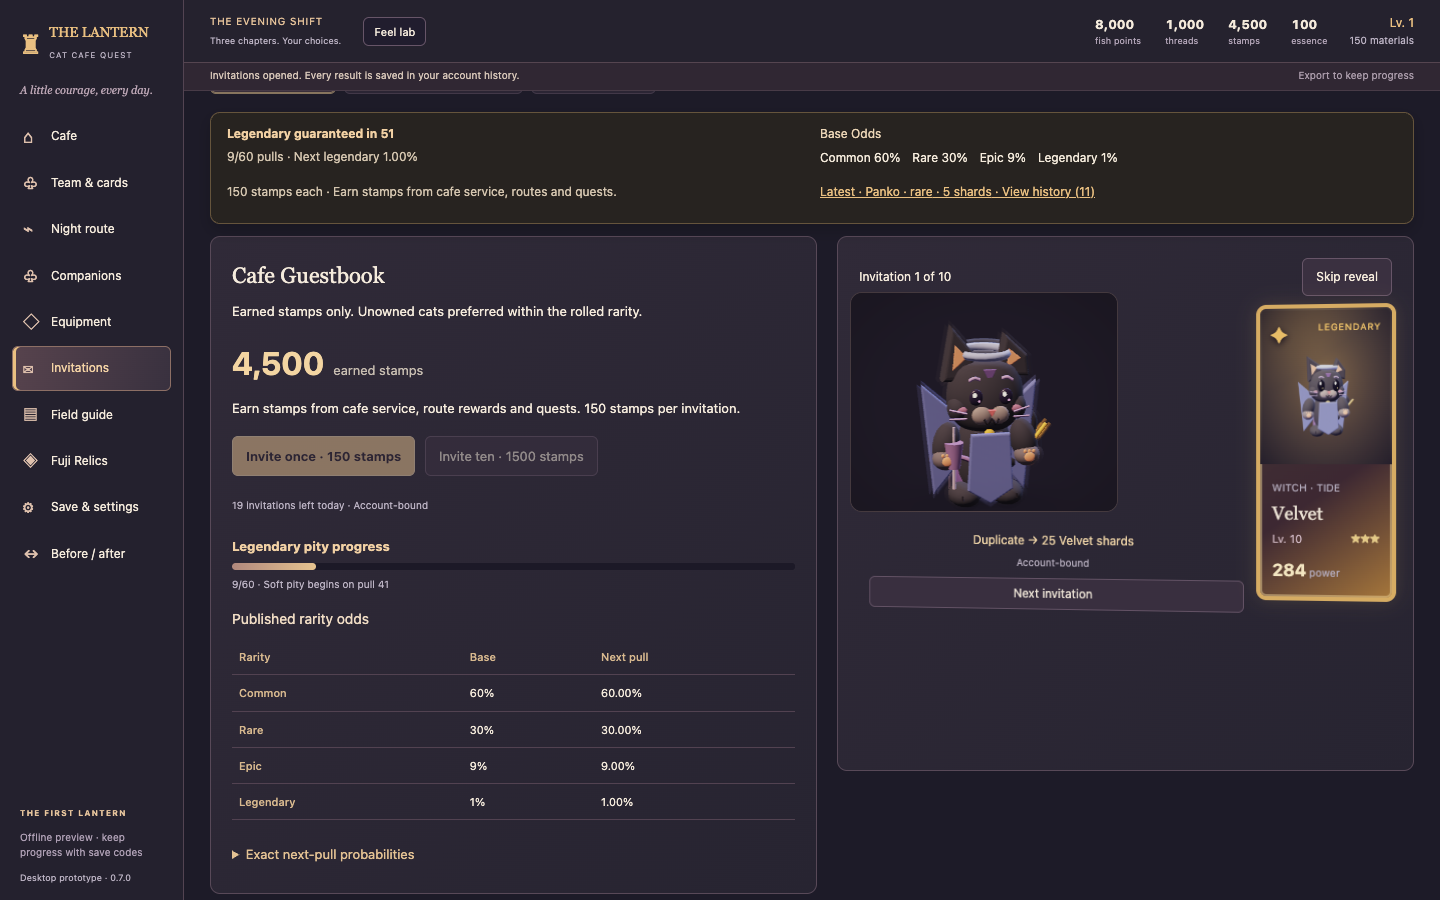 THE LANTERN
CAT CAFE QUEST
A little courage, every day.
Cafe
Team & cards
Night route
Companions
Equipment
Invitations
Field guide
Fuji Relics
Save & settings
Before / after
THE FIRST LANTERN
Offline preview · keep
progress with save codes
Desktop prototype · 0.7.0
THE EVENING SHIFT
Three chapters. Your choices.
Feel lab
8,000
fish points
1,000
threads
4,500
stamps
100
essence
Lv. 1
150 materials
Invitations opened. Every result is saved in your account history.
Export to keep progress
Legendary guaranteed in 51
9/60 pulls · Next legendary 1.00%
150 stamps each · Earn stamps from cafe service, routes and quests.
Base Odds
Common 60% Rare 30% Epic 9% Legendary 1%
Latest · Panko · rare · 5 shards · View history (11)
Cafe Guestbook
Earned stamps only. Unowned cats preferred within the rolled rarity.
4,500 earned stamps
Earn stamps from cafe service, route rewards and quests. 150 stamps per invitation.
Invite once · 150 stamps
Invite ten · 1500 stamps
19 invitations left today · Account-bound
Legendary pity progress
9/60 · Soft pity begins on pull 41
Published rarity odds
Rarity Base Next pull
Common 60% 60.00%
Rare 30% 30.00%
Epic 9% 9.00%
Legendary 1% 1.00%
Exact next-pull probabilities
Invitation 1 of 10
Skip reveal
LEGENDARY
WITCH · TIDE
Velvet
Lv. 10
284 power
Duplicate → 25 Velvet shards
Account-bound
Next invitation